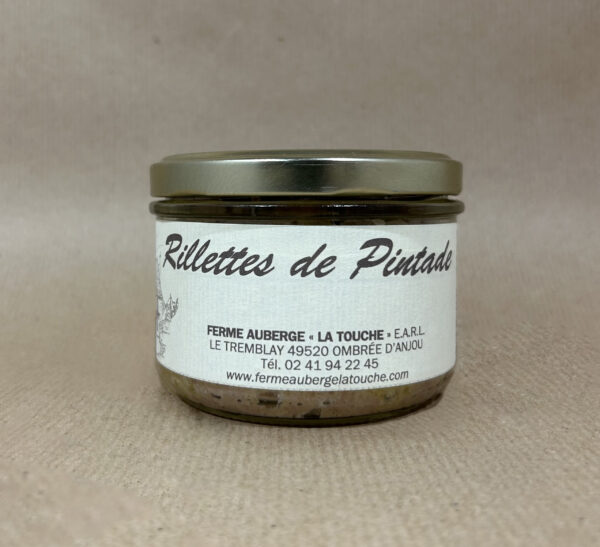 Rillettes de Pintade
FERME AUBERGE « LA TOUCHE » E.A.R.L.
LE TREMBLAY 49520 OMBRÉE D'ANJOU
Tél. 02 41 94 22 45
www.fermeaubergelatouche.com